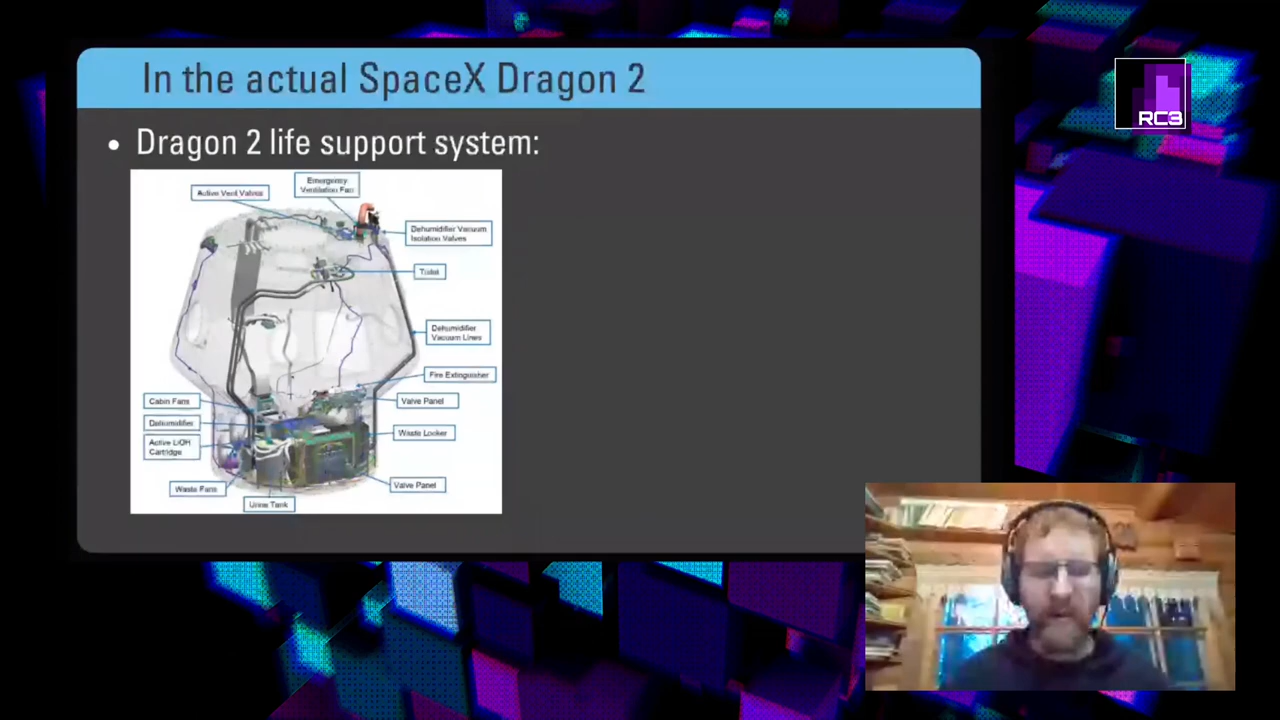 In the actual SpaceX Dragon 2
RC3
• Dragon 2 life support system:
Emergency
Ventilation Fan
Active Vent Valves
Dehumidifier Vacuum
Isolation Valves
Toilet
Dehumidifier
Vacuum Lines
Fire Extinguisher
Cabin Fans
Valve Panel
Dehumidifier
Waste Locker
Active LiOH
Cartridge
Valve Panel
Waste Fans
Urine Tank